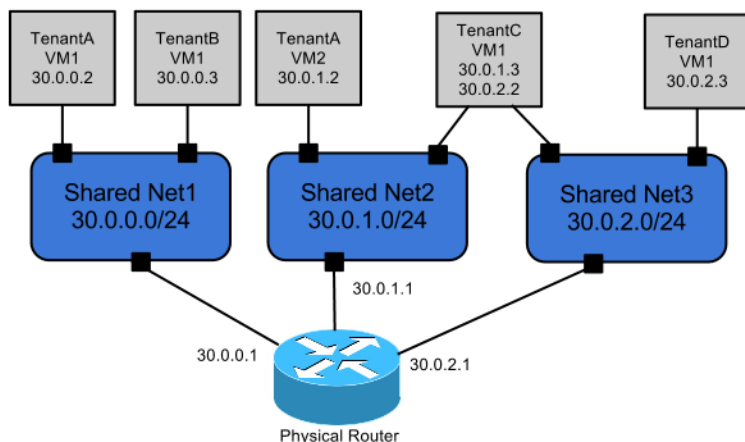 TenantA
VM1
30.0.0.2
TenantB
VM1
30.0.0.3
TenantA
VM2
30.0.1.2
TenantC
VM1
30.0.1.3
30.0.2.2
TenantD
VM1
30.0.2.3
Shared Net1
30.0.0.0/24
Shared Net2
30.0.1.0/24
Shared Net3
30.0.2.0/24
30.0.1.1
30.0.0.1
30.0.2.1
Physical Router